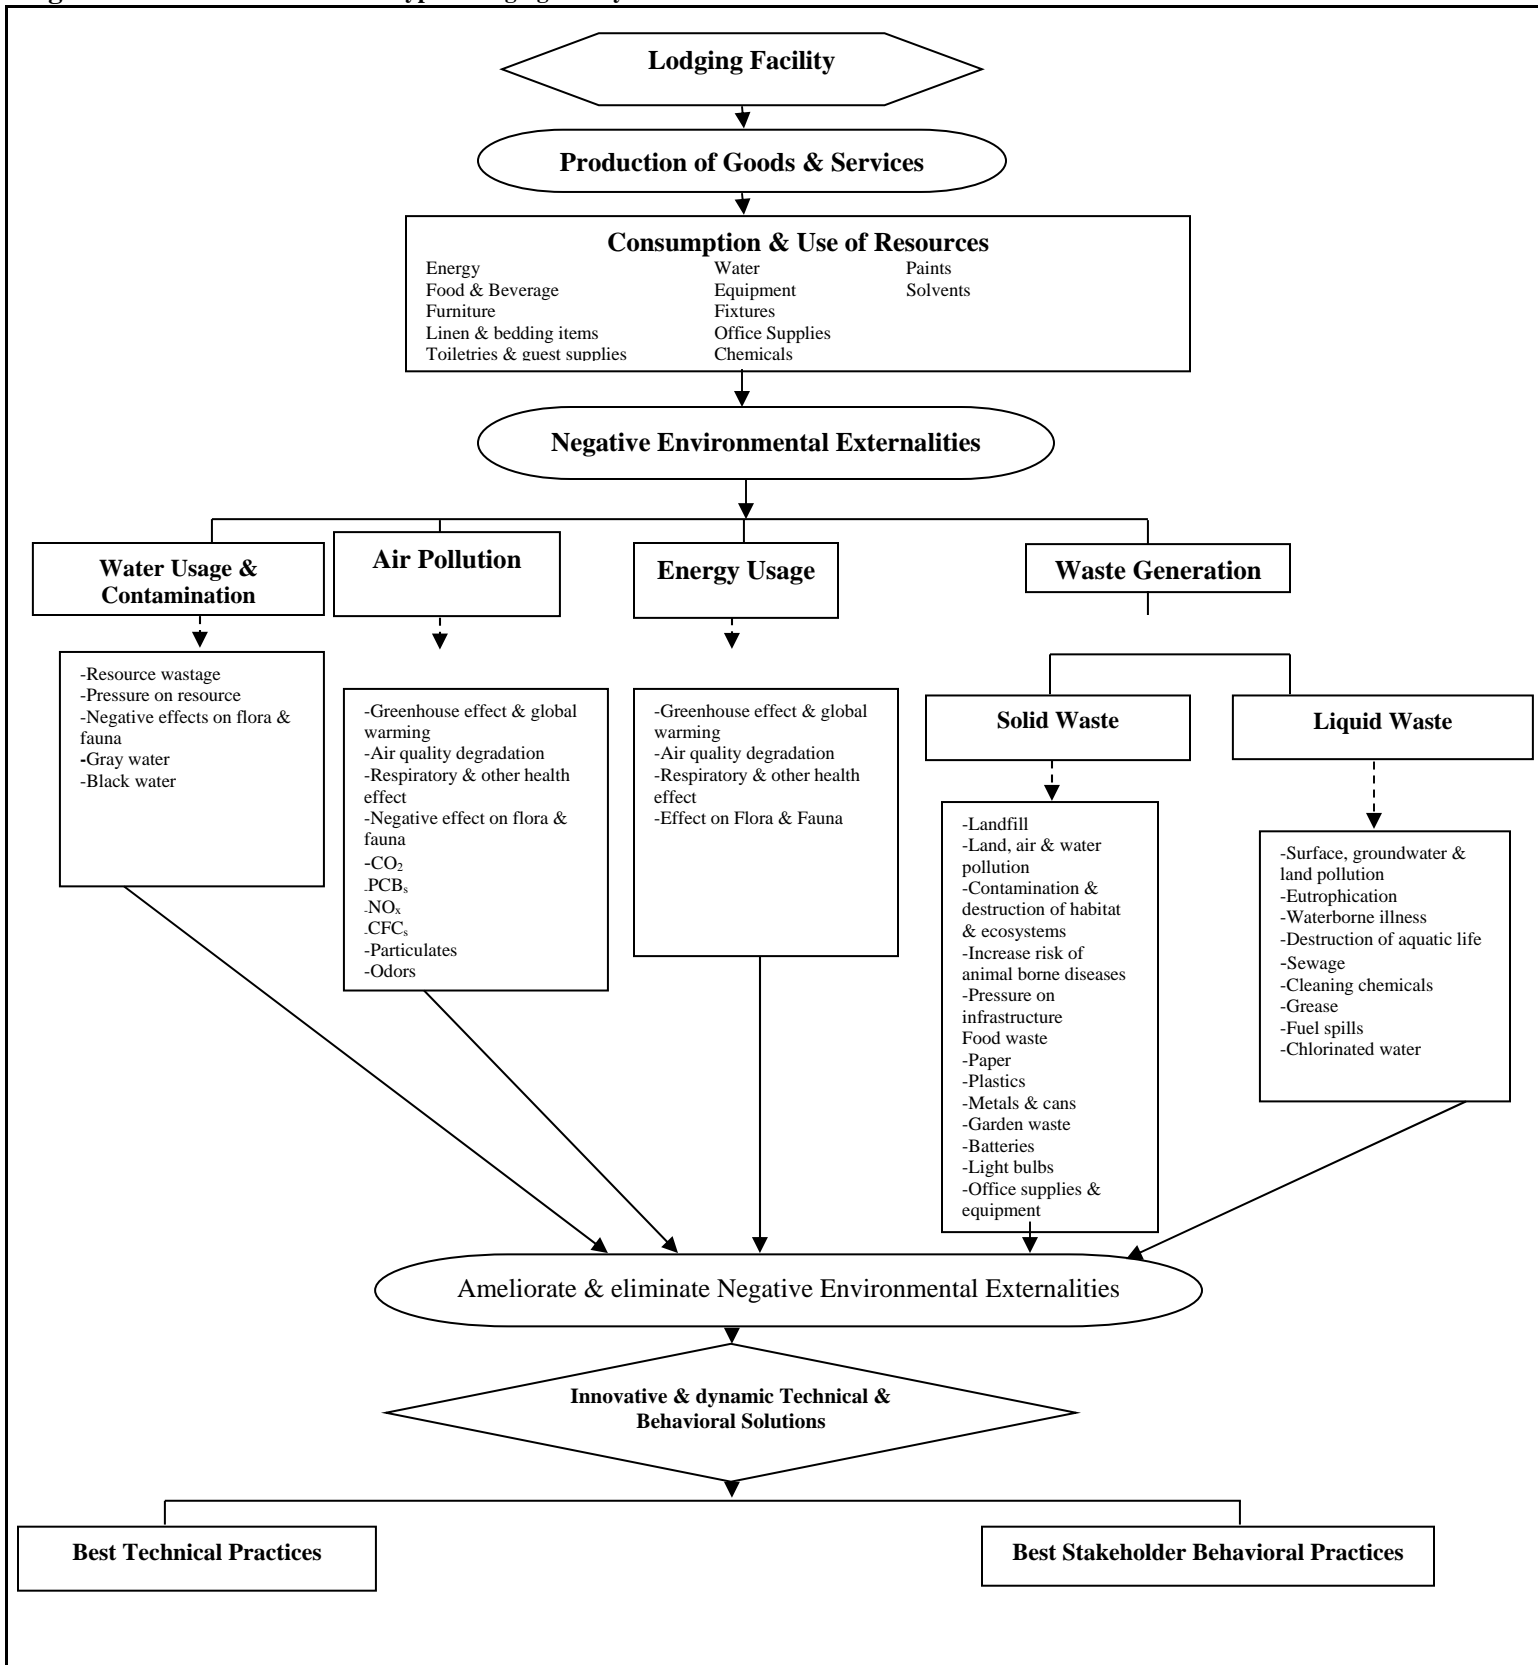 Lodging Facility
Production of Goods & Services
Consumption & Use of Resources
Energy
Food & Beverage
Furniture
Linen & bedding items
Toiletries & guest supplies
Water
Equipment
Fixtures
Office Supplies
Chemicals
Paints
Solvents
Negative Environmental Externalities
Water Usage &
Contamination
Air Pollution
Energy Usage
Waste Generation
-Resource wastage
-Pressure on resource
-Negative effects on flora &
fauna
-Gray water
-Black water
-Greenhouse effect & global
warming
-Air quality degradation
-Respiratory & other health
effect
-Negative effect on flora &
fauna
-CO₂
-PCBₛ
-NOₓ
-CFCₛ
-Particulates
-Odors
-Greenhouse effect & global
warming
-Air quality degradation
-Respiratory & other health
effect
-Effect on Flora & Fauna
Solid Waste
Liquid Waste
-Landfill
-Land, air & water
pollution
-Contamination &
destruction of habitat
& ecosystems
-Increase risk of
animal borne diseases
-Pressure on
infrastructure
Food waste
-Paper
-Plastics
-Metals & cans
-Garden waste
-Batteries
-Light bulbs
-Office supplies &
equipment
-Surface, groundwater &
land pollution
-Eutrophication
-Waterborne illness
-Destruction of aquatic life
-Sewage
-Cleaning chemicals
-Grease
-Fuel spills
-Chlorinated water
Ameliorate & eliminate Negative Environmental Externalities
Innovative & dynamic Technical &
Behavioral Solutions
Best Technical Practices
Best Stakeholder Behavioral Practices